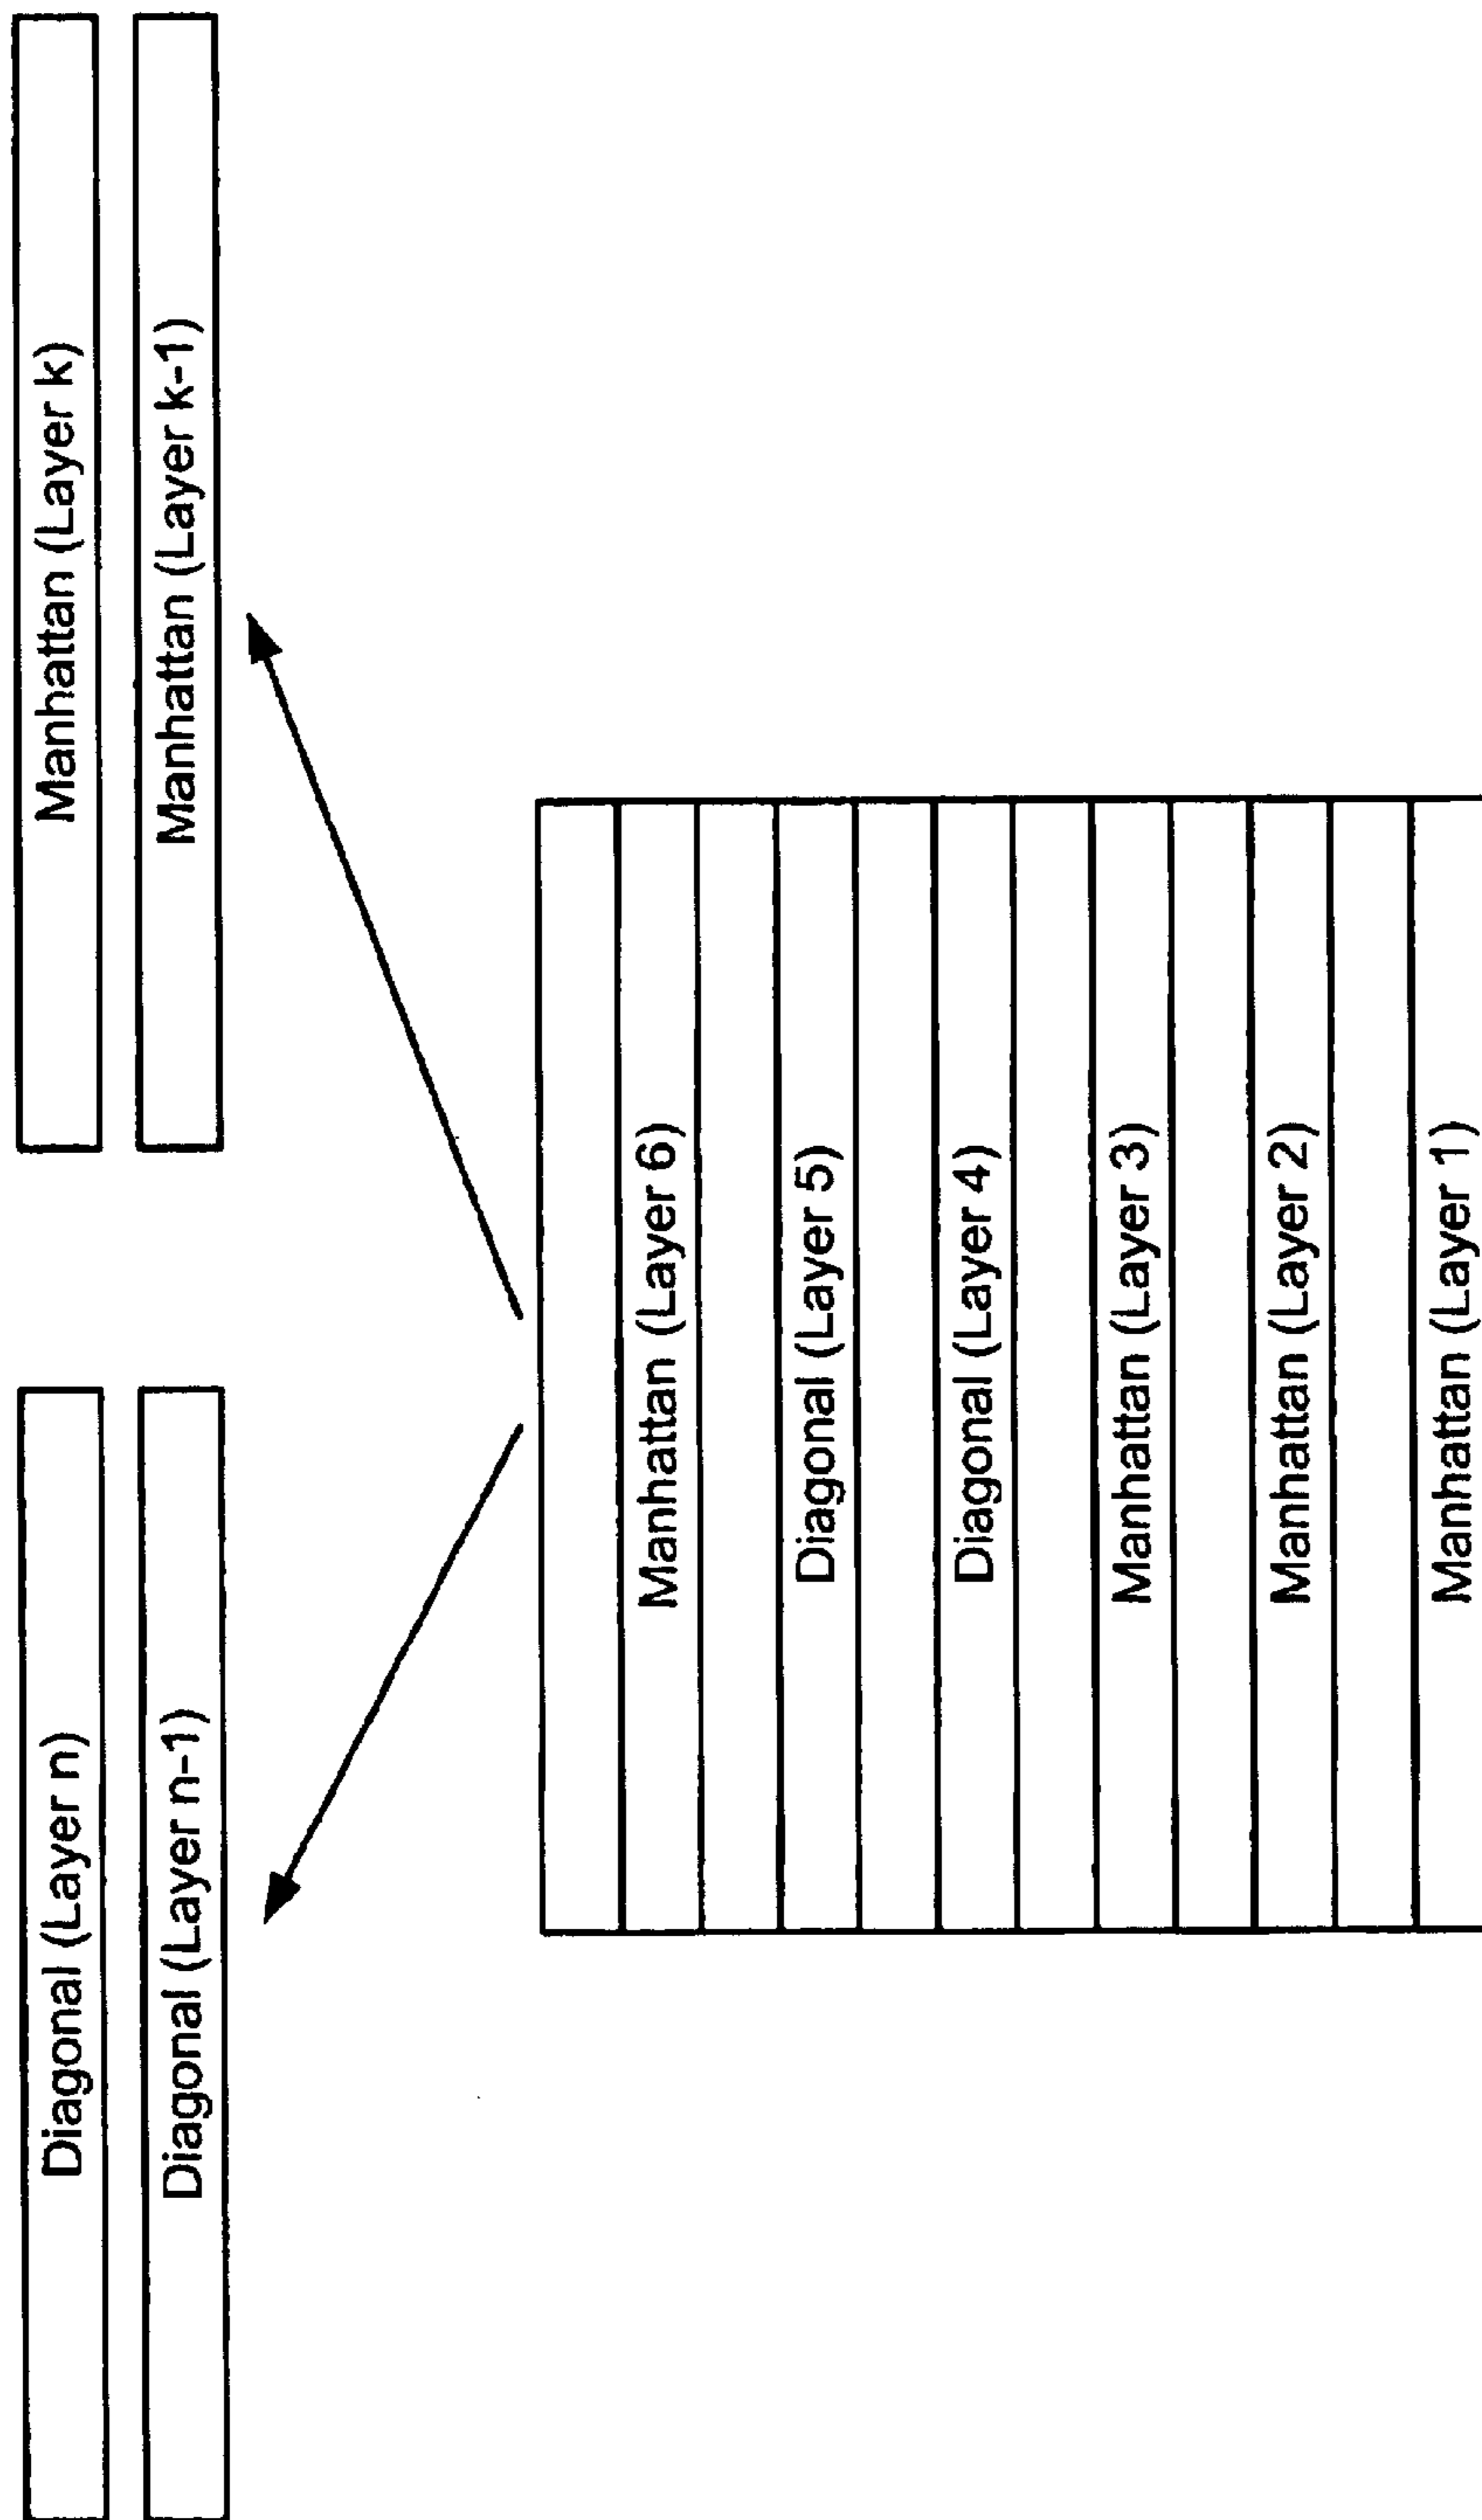 Diagonal (Layer n)
Manhattan (Layer k)
Diagonal (Layer n-1)
Manhattan (Layer k-1)
Manhattan (Layer 6)
Diagonal (Layer 5)
Diagonal (Layer 4)
Manhattan (Layer 3)
Manhattan (Layer 2)
Manhattan (Layer 1)